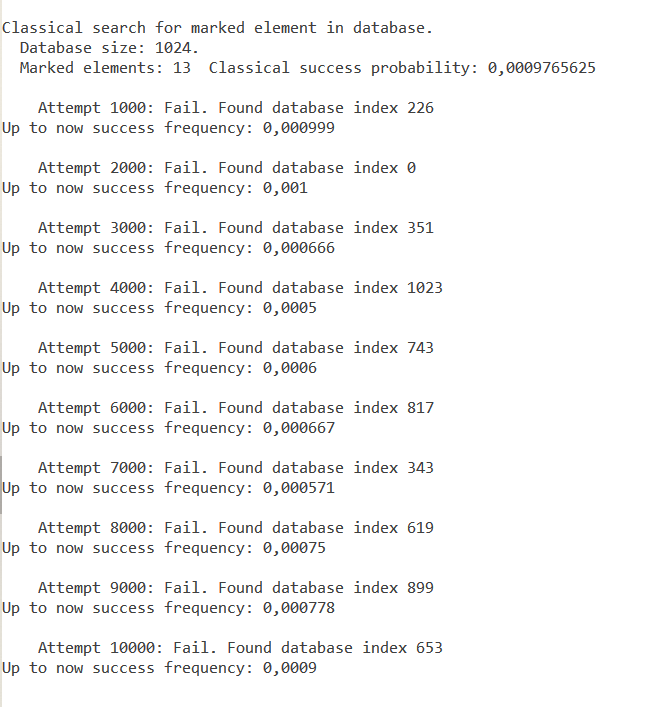 Classical search for marked element in database.
Database size: 1024.
Marked elements: 13  Classical success probability: 0,0009765625
Attempt 1000: Fail. Found database index 226
Up to now success frequency: 0,000999
Attempt 2000: Fail. Found database index 0
Up to now success frequency: 0,001
Attempt 3000: Fail. Found database index 351
Up to now success frequency: 0,000666
Attempt 4000: Fail. Found database index 1023
Up to now success frequency: 0,0005
Attempt 5000: Fail. Found database index 743
Up to now success frequency: 0,0006
Attempt 6000: Fail. Found database index 817
Up to now success frequency: 0,000667
Attempt 7000: Fail. Found database index 343
Up to now success frequency: 0,000571
Attempt 8000: Fail. Found database index 619
Up to now success frequency: 0,00075
Attempt 9000: Fail. Found database index 899
Up to now success frequency: 0,000778
Attempt 10000: Fail. Found database index 653
Up to now success frequency: 0,0009